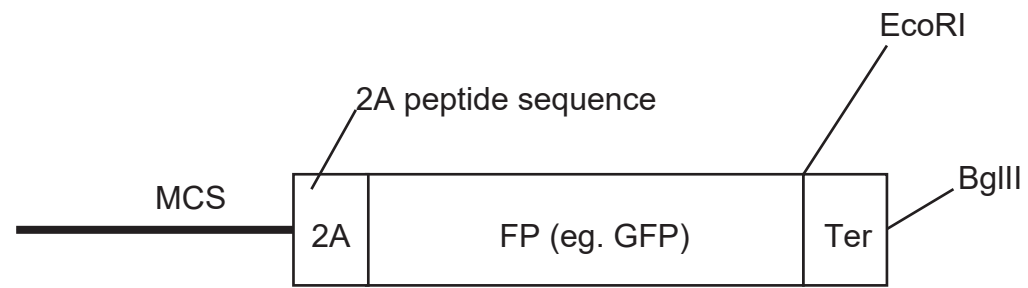 EcoRI
2A peptide sequence
BglII
MCS
2A
FP (eg. GFP)
Ter